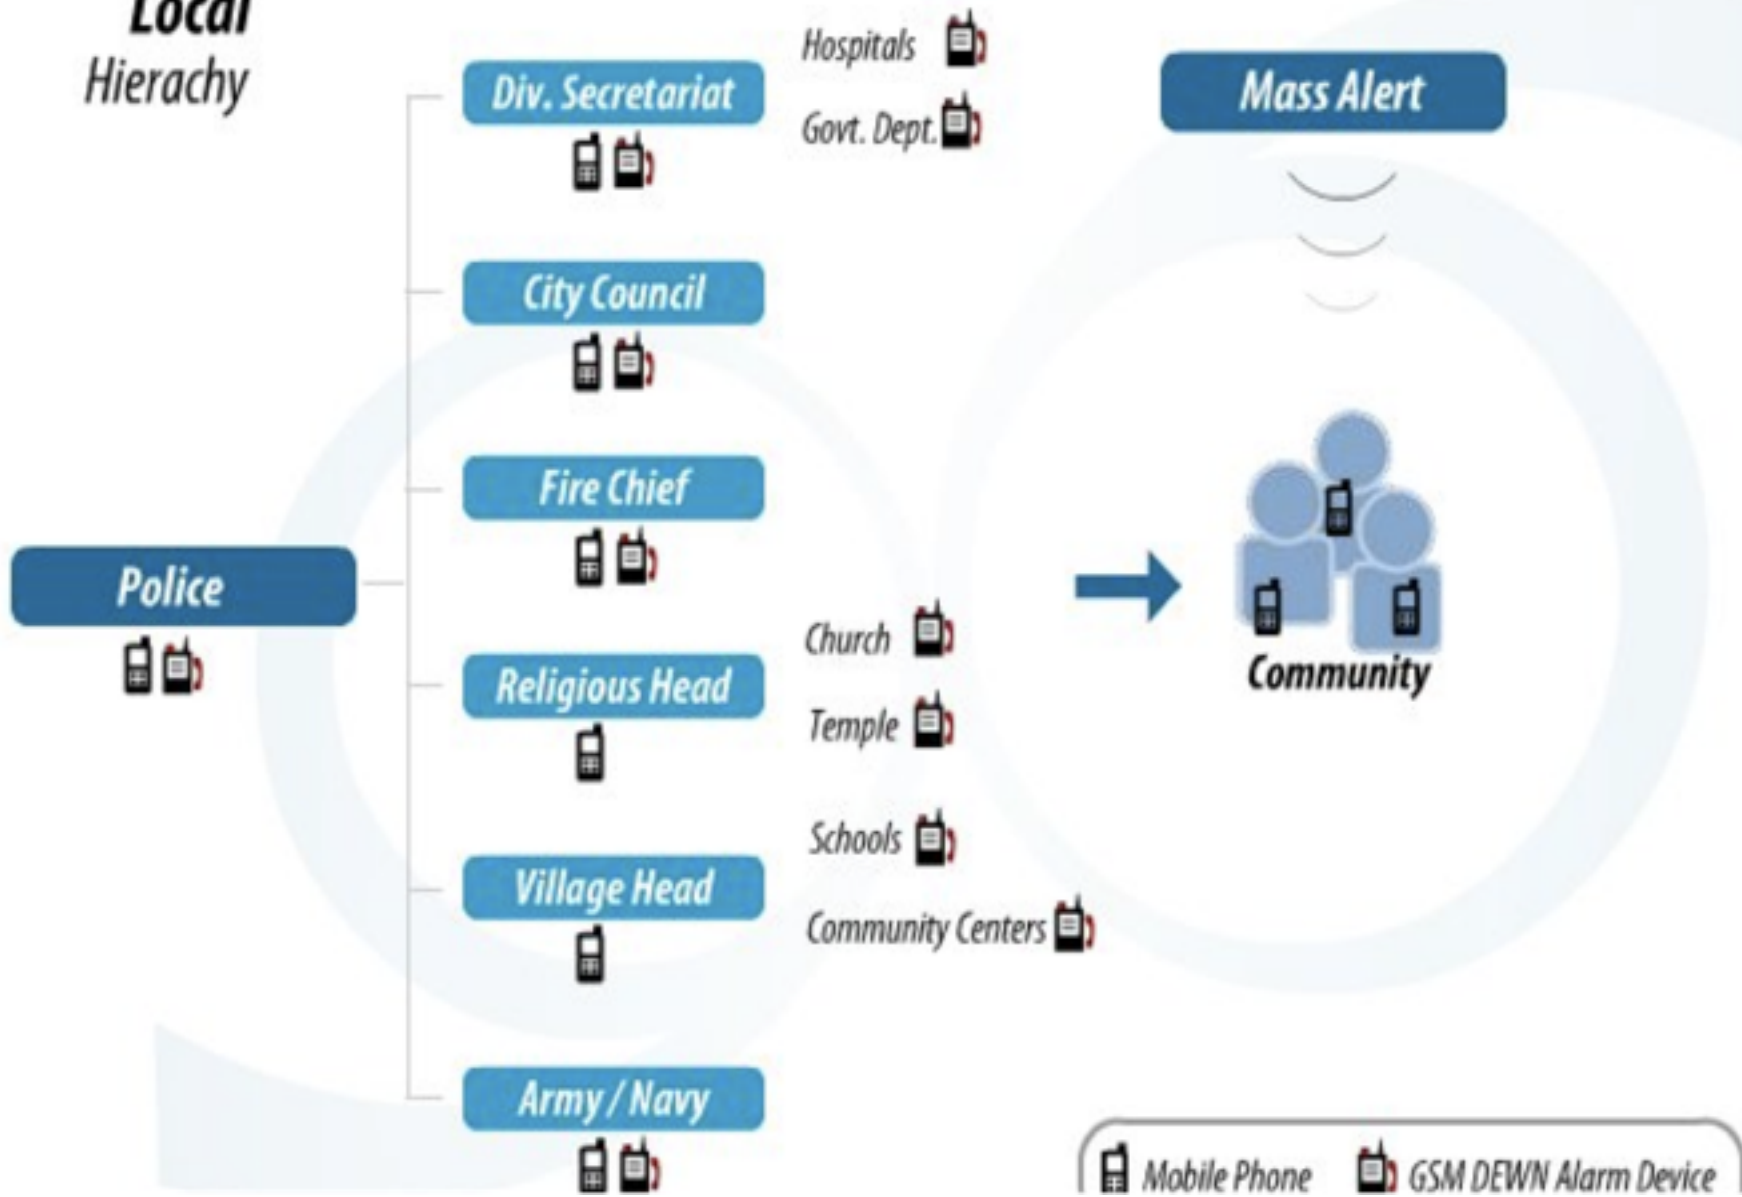 Local
Hierachy
Div. Secretariat
Hospitals
Govt. Dept.
City Council
Fire Chief
Police
Religious Head
Church
Temple
Village Head
Schools
Community Centers
Army / Navy
Mass Alert
Community
Mobile Phone
GSM DEWN Alarm Device